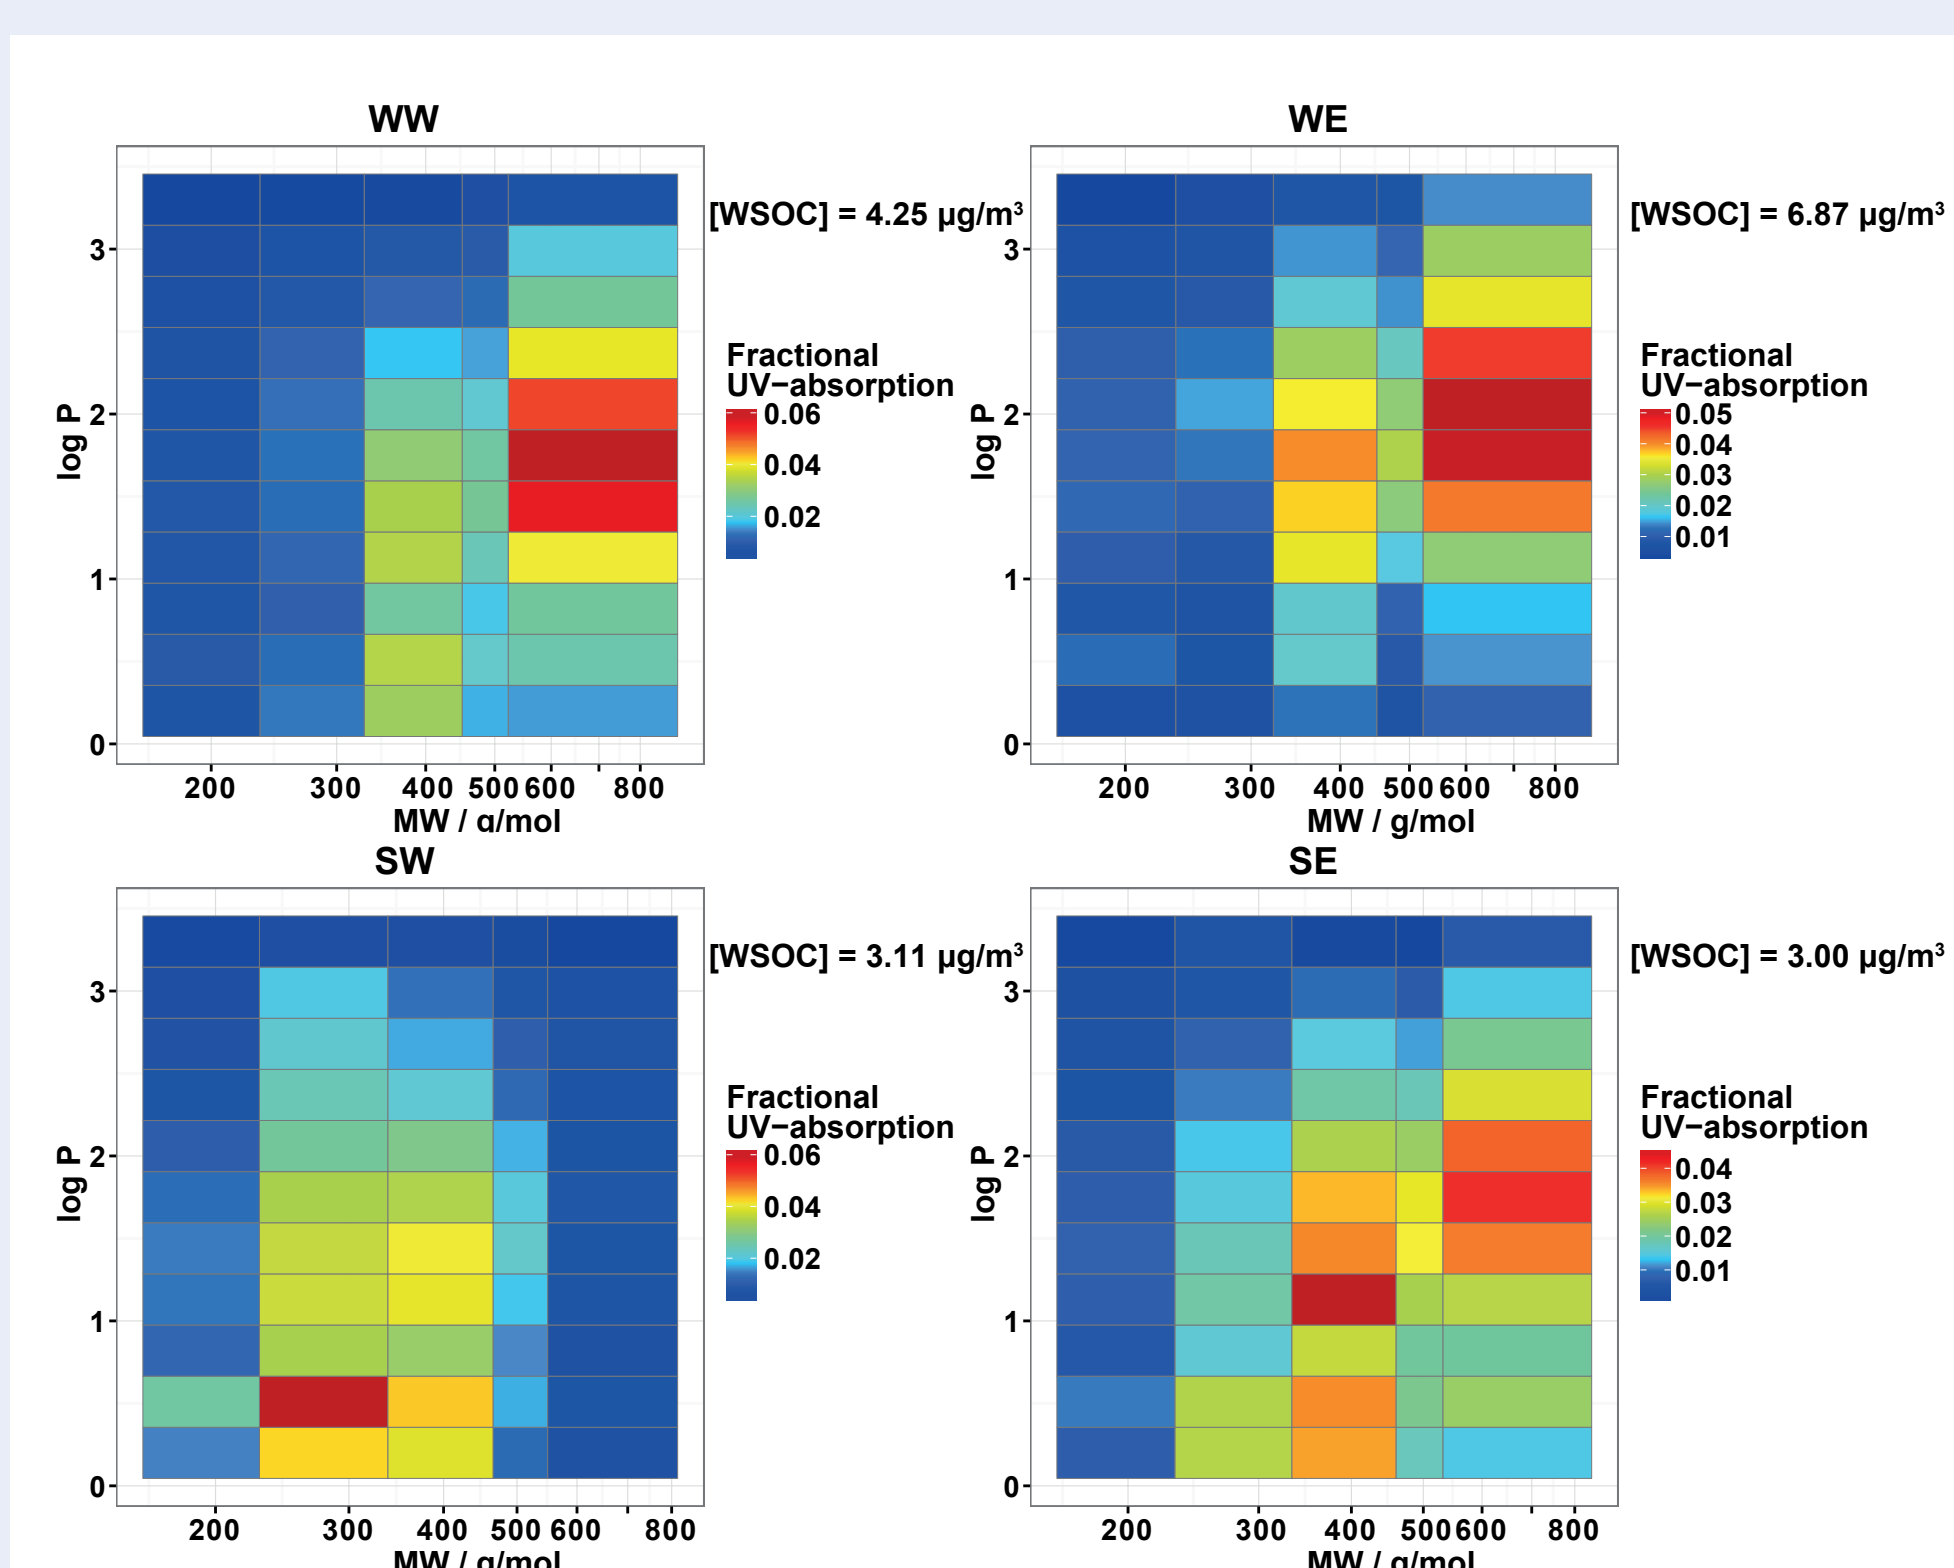 WW
[WSOC] = 4.25 µg/m³
Fractional
UV−absorption
0.06
0.04
0.02
log P
3
2
1
0
200 300 400 500 600 800
MW / g/mol
WE
[WSOC] = 6.87 µg/m³
Fractional
UV−absorption
0.05
0.04
0.03
0.02
0.01
log P
3
2
1
0
200 300 400 500 600 800
MW / g/mol
SW
[WSOC] = 3.11 µg/m³
Fractional
UV−absorption
0.06
0.04
0.02
log P
3
2
1
0
200 300 400 500 600 800
MW / g/mol
SE
[WSOC] = 3.00 µg/m³
Fractional
UV−absorption
0.04
0.03
0.02
0.01
log P
3
2
1
0
200 300 400 500 600 800
MW / g/mol